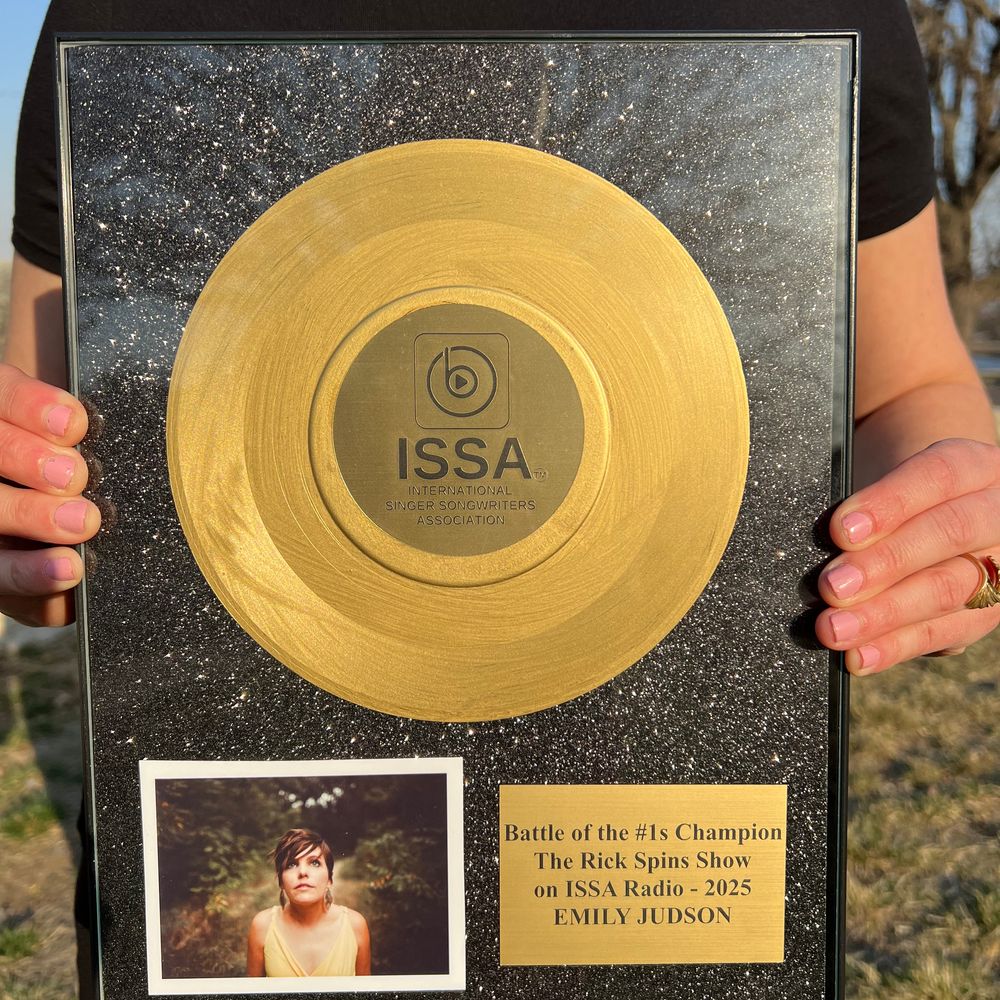 ISSA
TM
INTERNATIONAL
SINGER SONGWRITERS
ASSOCIATION
Battle of the #1s Champion
The Rick Spins Show
on ISSA Radio - 2025
EMILY JUDSON